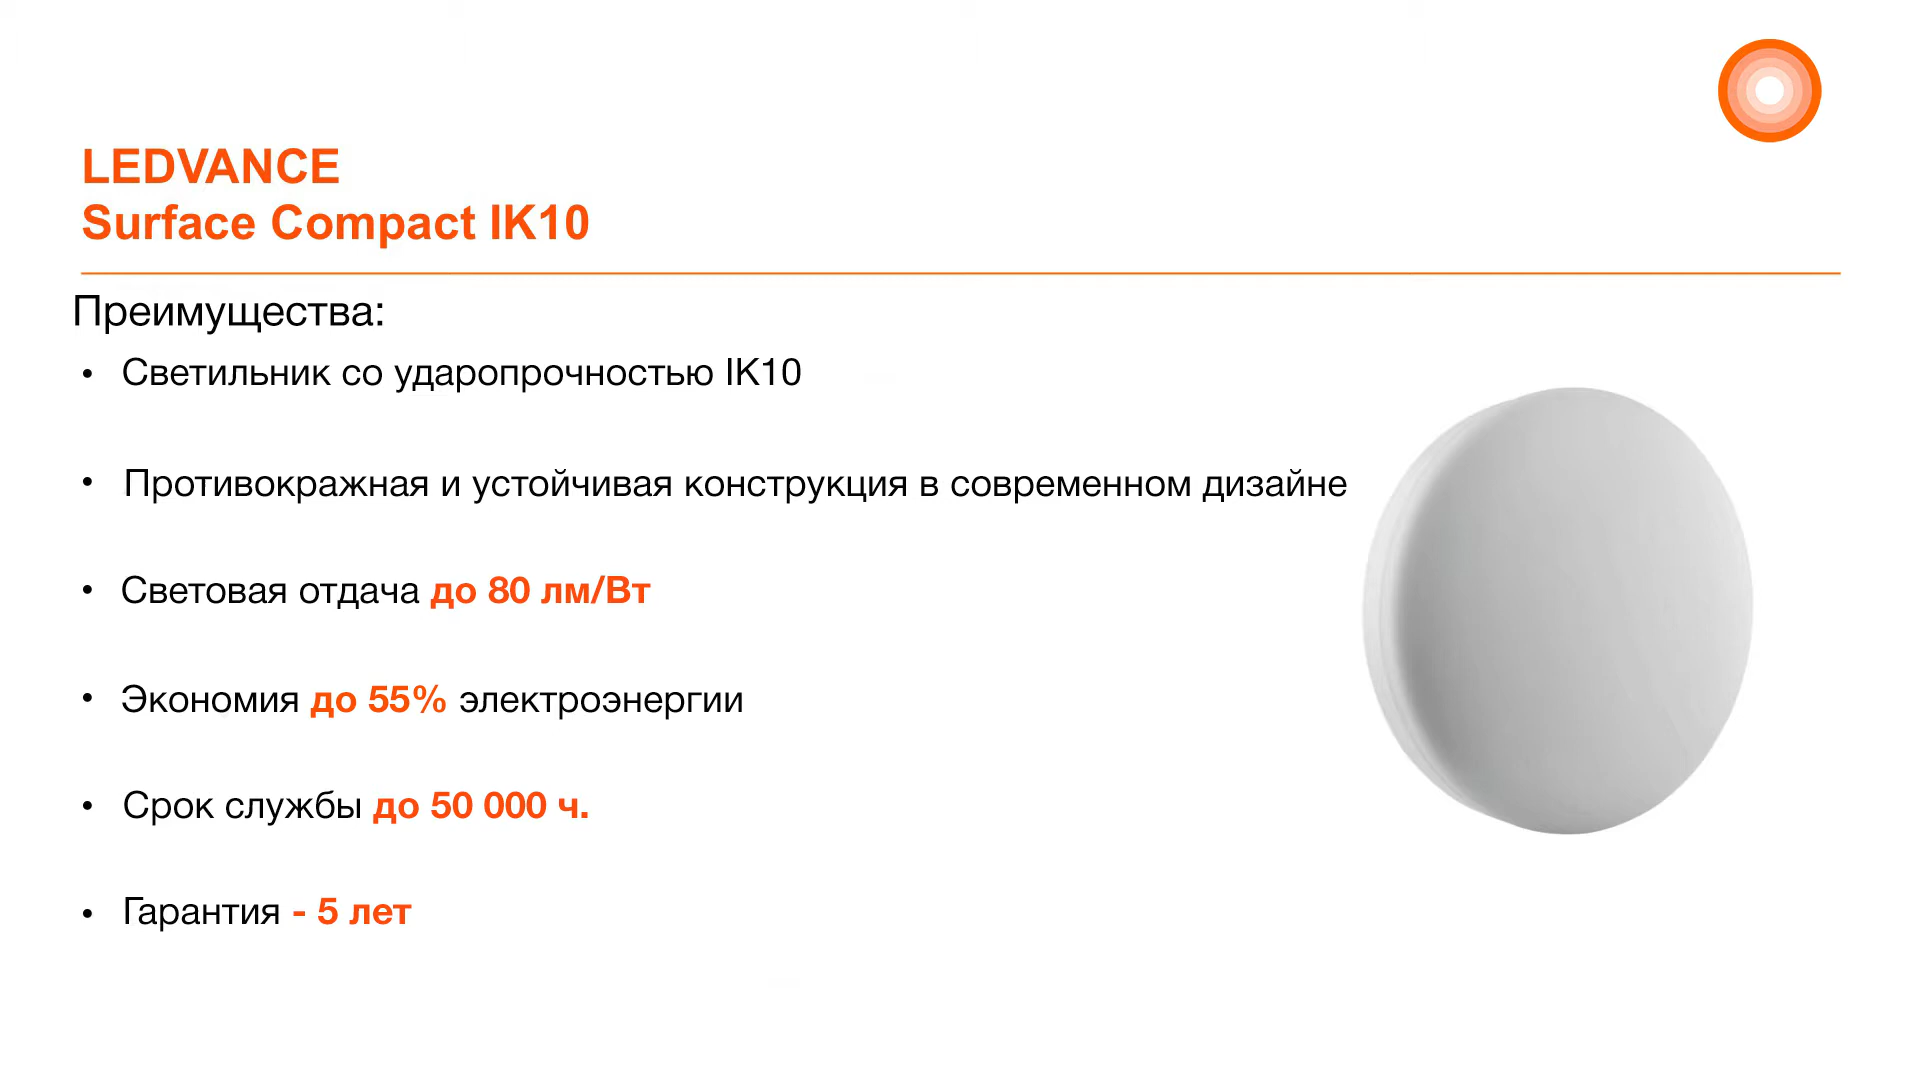 LEDVANCE
Surface Compact IK10
Преимущества:
• Светильник со ударопрочностью IK10
• Противокражная и устойчивая конструкция в современном дизайне
• Световая отдача до 80 лм/Вт
• Экономия до 55% электроэнергии
• Срок службы до 50 000 ч.
• Гарантия - 5 лет